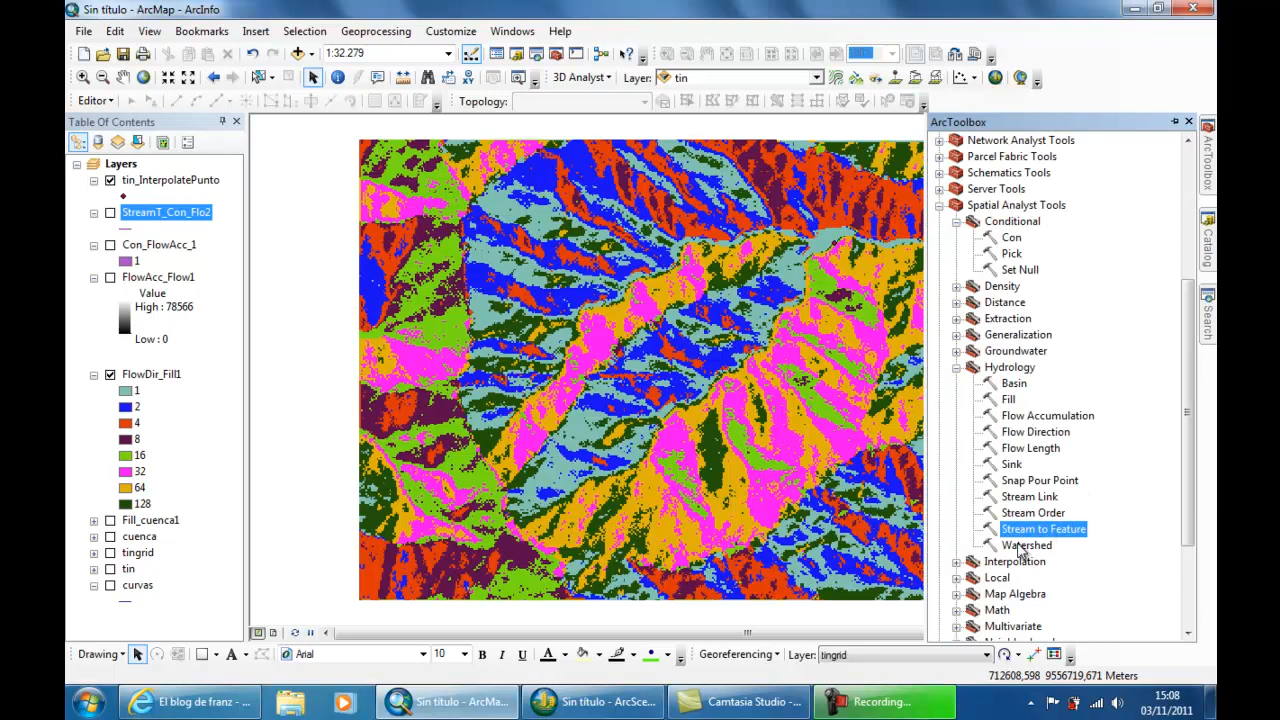 Sin título - ArcMap - ArcInfo
File Edit View Bookmarks Insert Selection Geoprocessing Customize Windows Help
1:32.279
3D Analyst Layer: tin
Editor Topology:
Table Of Contents
Layers
tin_InterpolatePunto
StreamT_Con_Flo2
Con_FlowAcc_1
1
FlowAcc_Flow1
Value
High : 78566
Low : 0
FlowDir_Fill1
1
2
4
8
16
32
64
128
Fill_cuenca1
cuenca
tingrid
tin
curvas
ArcToolbox
Network Analyst Tools
Parcel Fabric Tools
Schematics Tools
Server Tools
Spatial Analyst Tools
Conditional
Con
Pick
Set Null
Density
Distance
Extraction
Generalization
Groundwater
Hydrology
Basin
Fill
Flow Accumulation
Flow Direction
Flow Length
Sink
Snap Pour Point
Stream Link
Stream Order
Stream to Feature
Watershed
Interpolation
Local
Map Algebra
Math
Multivariate
ArcToolbox
Catalog
Search
Drawing A Arial 10 B I U A Georeferencing Layer: tingrid
712608,598 9556719,671 Meters
El blog de franz - ... Sin título - ArcMa... Sin título - ArcSce... Camtasia Studio -... Recording...
15:08
03/11/2011